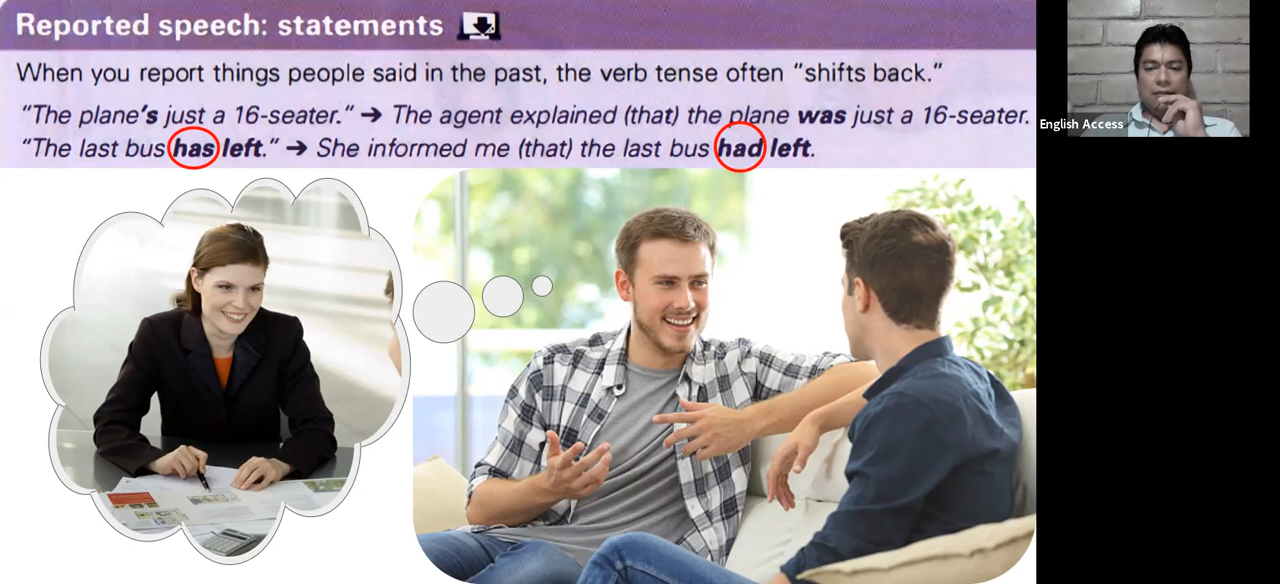 Reported speech: statements
When you report things people said in the past, the verb tense often “shifts back.”
“The plane's just a 16-seater.” → The agent explained (that) the plane was just a 16-seater.
“The last bus has left.” → She informed me (that) the last bus had left.
English Access